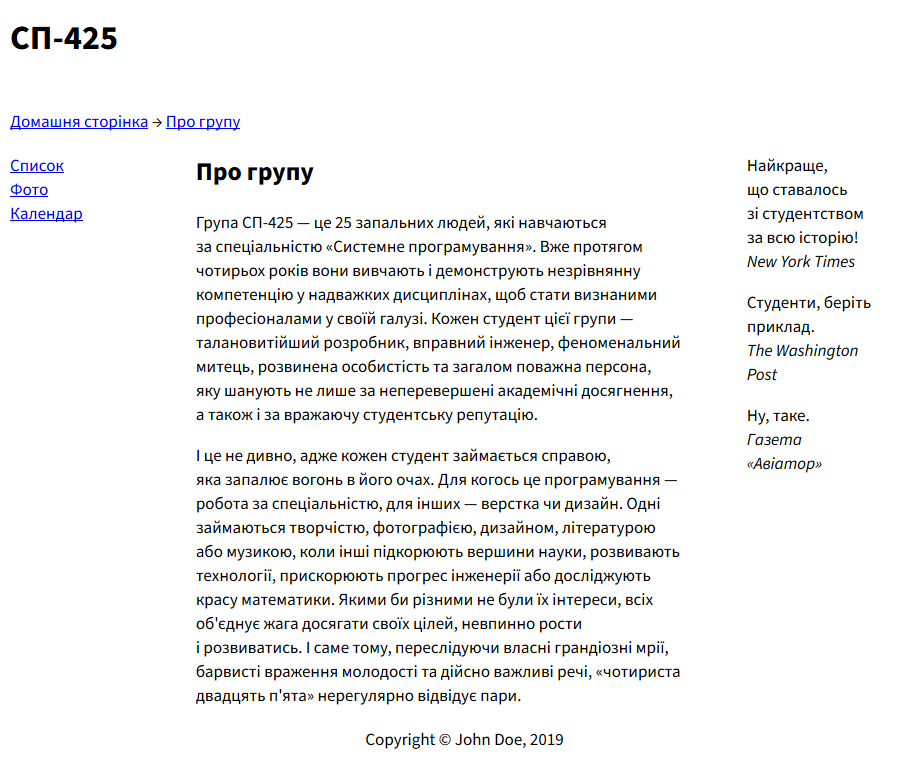 СП-425
Домашня сторінка → Про групу
Список
Фото
Календар
Про групу
Група СП-425 — це 25 запальних людей, які навчаються
за спеціальністю «Системне програмування». Вже протягом
чотирьох років вони вивчають і демонструють незрівнянну
компетенцію у надважких дисциплінах, щоб стати визнаними
професіоналами у своїй галузі. Кожен студент цієї групи —
талановитійший розробник, вправний інженер, феноменальний
митець, розвинена особистість та загалом поважна персона,
яку шанують не лише за неперевершені академічні досягнення,
а також і за вражаючу студентську репутацію.
І це не дивно, адже кожен студент займається справою,
яка запалює вогонь в його очах. Для когось це програмування —
робота за спеціальністю, для інших — верстка чи дизайн. Одні
займаються творчістю, фотографією, дизайном, літературою
або музикою, коли інші підкорюють вершини науки, розвивають
технології, прискорюють прогрес інженерії або досліджують
красу математики. Якими би різними не були їх інтереси, всіх
об'єднує жага досягати своїх цілей, невпинно рости
і розвиватись. І саме тому, переслідуючи власні грандіозні мрії,
барвисті враження молодості та дійсно важливі речі, «чотириста
двадцять п'ята» нерегулярно відвідує пари.
Найкраще,
що ставалось
зі студентством
за всю історію!
New York Times
Студенти, беріть
приклад.
The Washington
Post
Ну, таке.
Газета
«Авіатор»
Copyright © John Doe, 2019